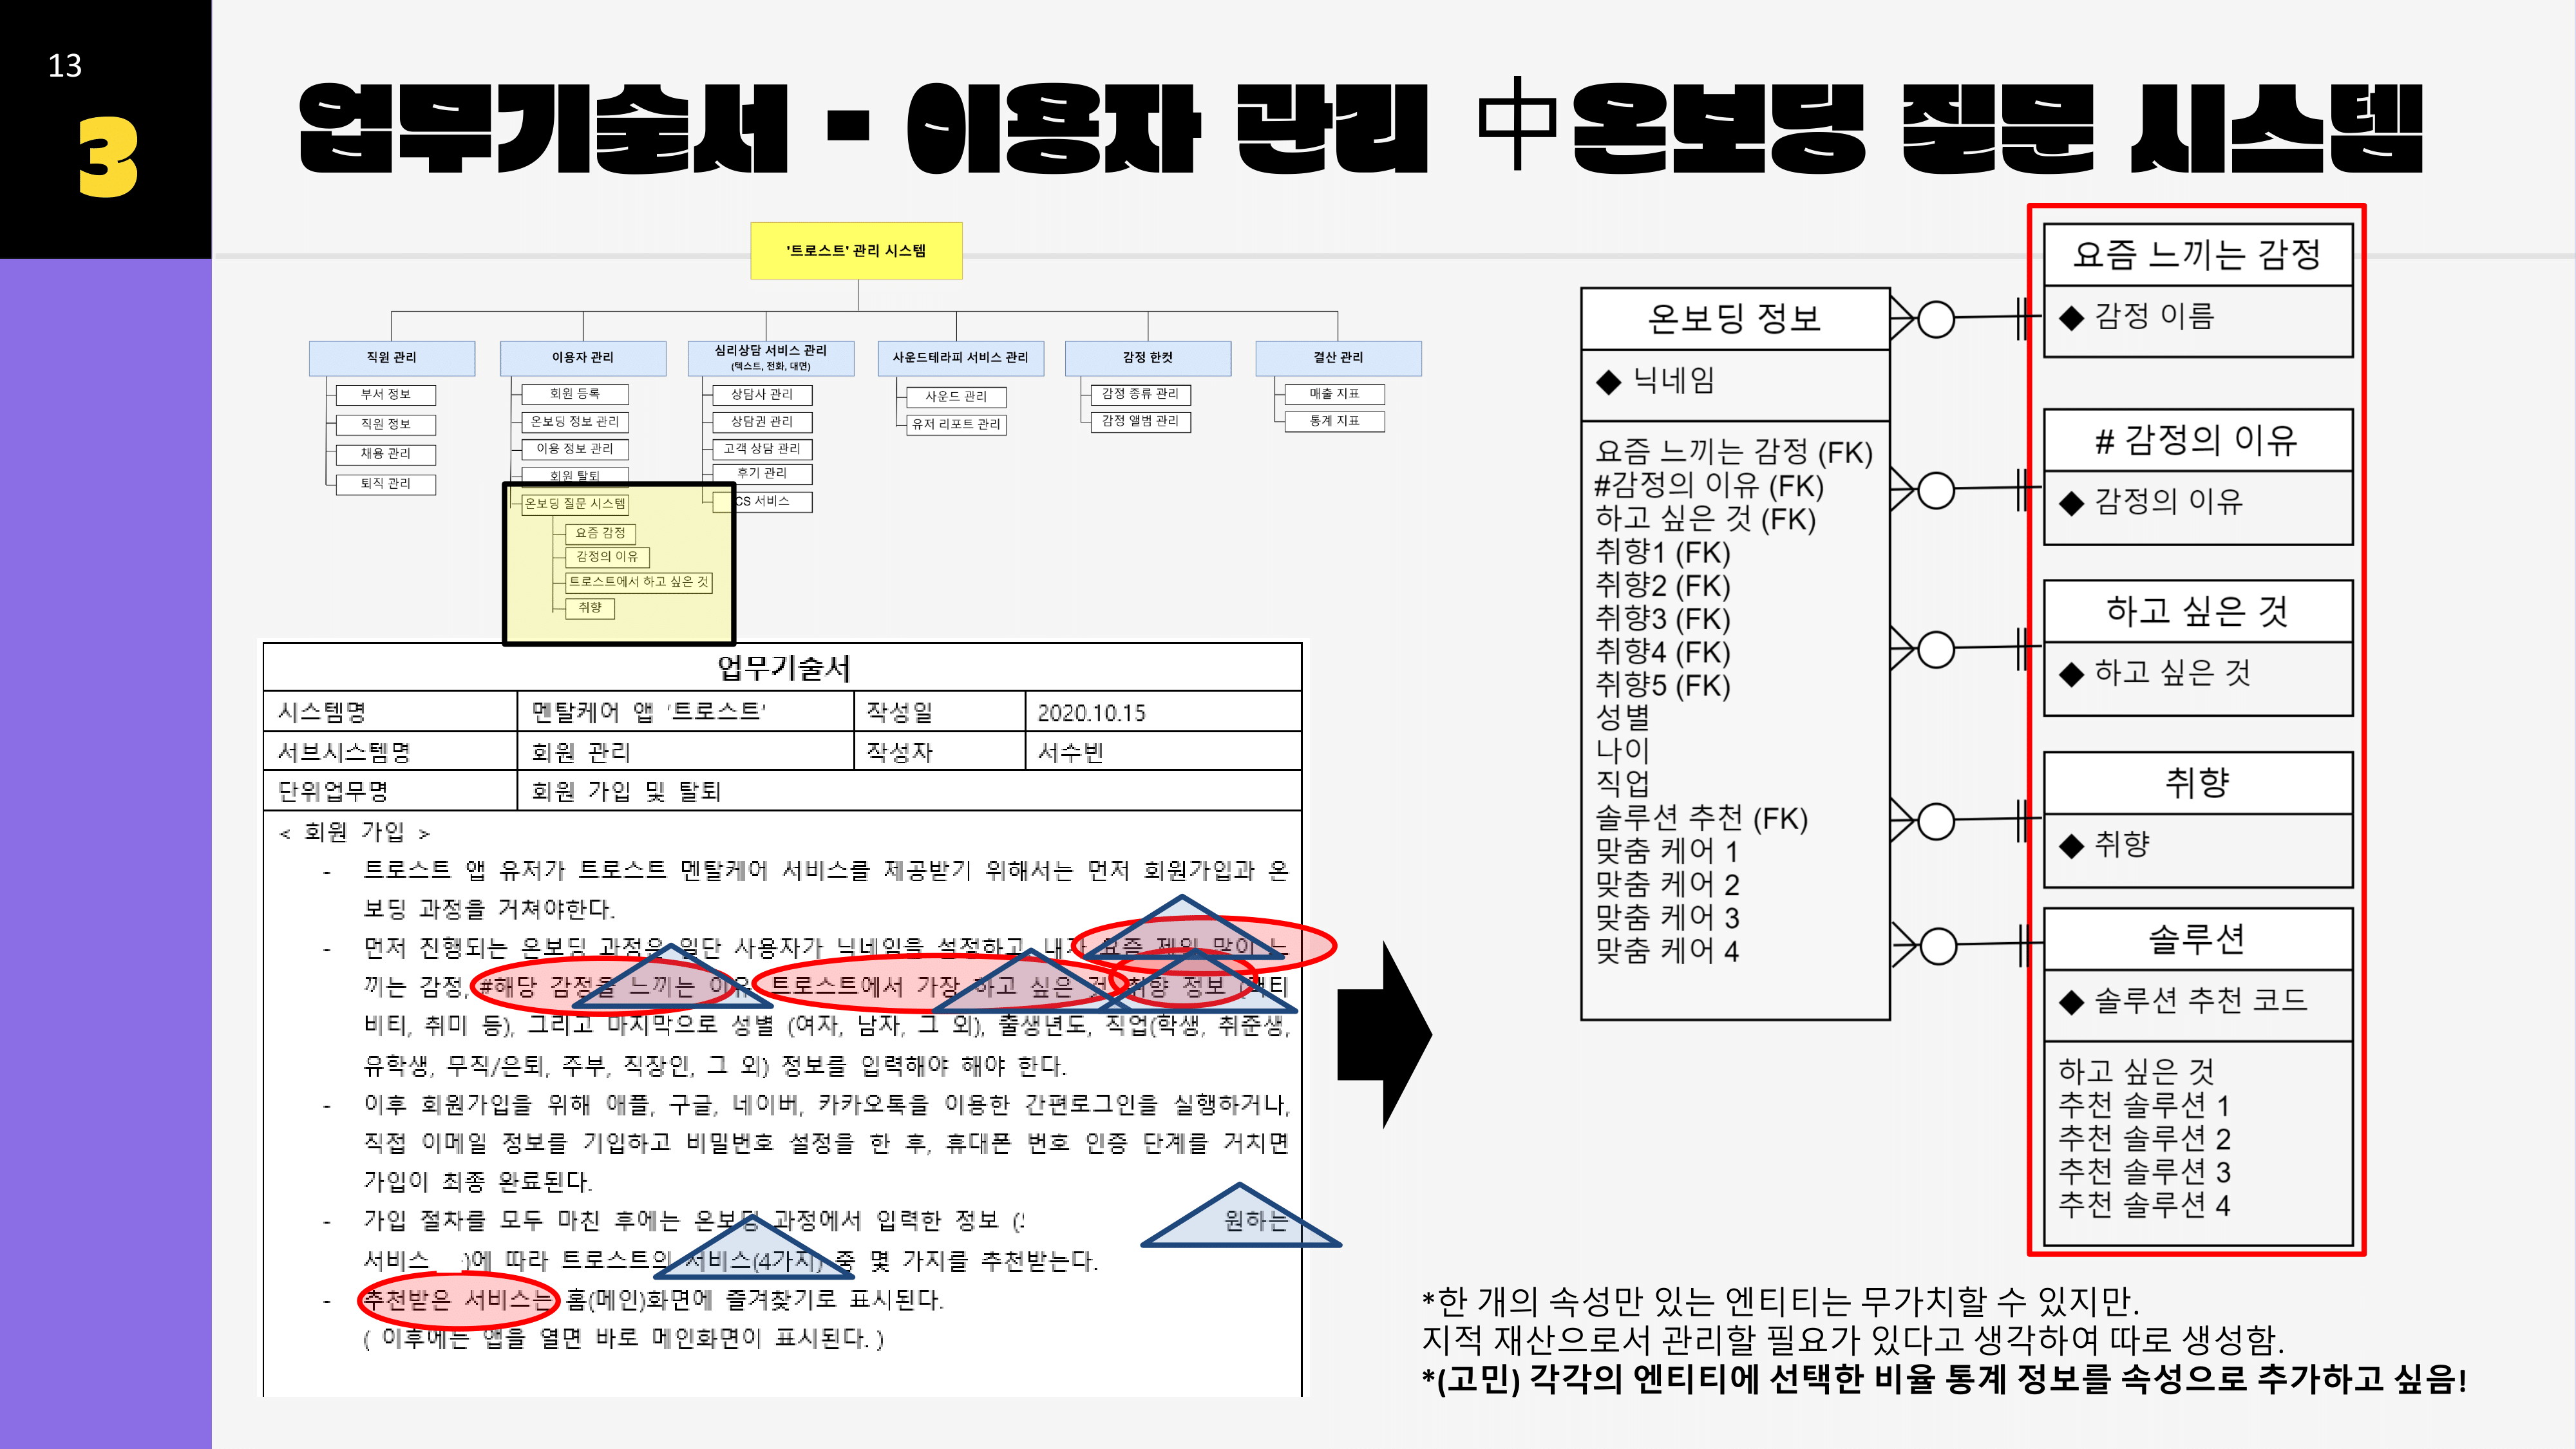 13
3
업무기술서 - 이용자 관리 中온보딩 질문 시스템
'트로스트' 관리 시스템
직원 관리
부서 정보
직원 정보
채용 관리
퇴직 관리
이용자 관리
회원 등록
온보딩 정보 관리
이용 정보 관리
회원 탈퇴
온보딩 질문 시스템
요즘 감정
감정의 이유
트로스트에서 하고 싶은 것
취향
심리상담 서비스 관리
(텍스트, 전화, 대면)
상담사 관리
상담권 관리
고객 상담 관리
후기 관리
CS 서비스
사운드테라피 서비스 관리
사운드 관리
유저 리포트 관리
감정 한컷
감정 종류 관리
감정 앨범 관리
결산 관리
매출 지표
통계 지표
업무기술서
시스템명 멘탈케어 앱 '트로스트' 작성일 2020.10.15
서브시스템명 회원 관리 작성자 서수빈
단위업무명 회원 가입 및 탈퇴
< 회원 가입 >
- 트로스트 앱 유저가 트로스트 멘탈케어 서비스를 제공받기 위해서는 먼저 회원가입과 온
보딩 과정을 거쳐야한다.
- 먼저 진행되는 온보딩 과정은 일단 사용자가 닉네임을 설정하고, 내가 요즘 제일 많이 느
끼는 감정, #해당 감정을 느끼는 이유, 트로스트에서 가장 하고 싶은 것, 취향 정보 (액티
비티, 취미 등), 그리고 마지막으로 성별 (여자, 남자, 그 외), 출생년도, 직업(학생, 취준생,
유학생, 무직/은퇴, 주부, 직장인, 그 외) 정보를 입력해야 해야 한다.
- 이후 회원가입을 위해 애플, 구글, 네이버, 카카오톡을 이용한 간편로그인을 실행하거나,
직접 이메일 정보를 기입하고 비밀번호 설정을 한 후, 휴대폰 번호 인증 단계를 거치면
가입이 최종 완료된다.
- 가입 절차를 모두 마친 후에는 온보딩 과정에서 입력한 정보 ( 원하는
서비스 )에 따라 트로스트의 서비스(4가지) 중 몇 가지를 추천받는다.
- 추천받은 서비스는 홈(메인)화면에 즐겨찾기로 표시된다.
( 이후에는 앱을 열면 바로 메인화면이 표시된다. )
온보딩 정보
◆ 닉네임
요즘 느끼는 감정 (FK)
#감정의 이유 (FK)
하고 싶은 것 (FK)
취향1 (FK)
취향2 (FK)
취향3 (FK)
취향4 (FK)
취향5 (FK)
성별
나이
직업
솔루션 추천 (FK)
맞춤 케어 1
맞춤 케어 2
맞춤 케어 3
맞춤 케어 4
요즘 느끼는 감정
◆ 감정 이름
# 감정의 이유
◆ 감정의 이유
하고 싶은 것
◆ 하고 싶은 것
취향
◆ 취향
솔루션
◆ 솔루션 추천 코드
하고 싶은 것
추천 솔루션 1
추천 솔루션 2
추천 솔루션 3
추천 솔루션 4
*한 개의 속성만 있는 엔티티는 무가치할 수 있지만.
지적 재산으로서 관리할 필요가 있다고 생각하여 따로 생성함.
*(고민) 각각의 엔티티에 선택한 비율 통계 정보를 속성으로 추가하고 싶음!